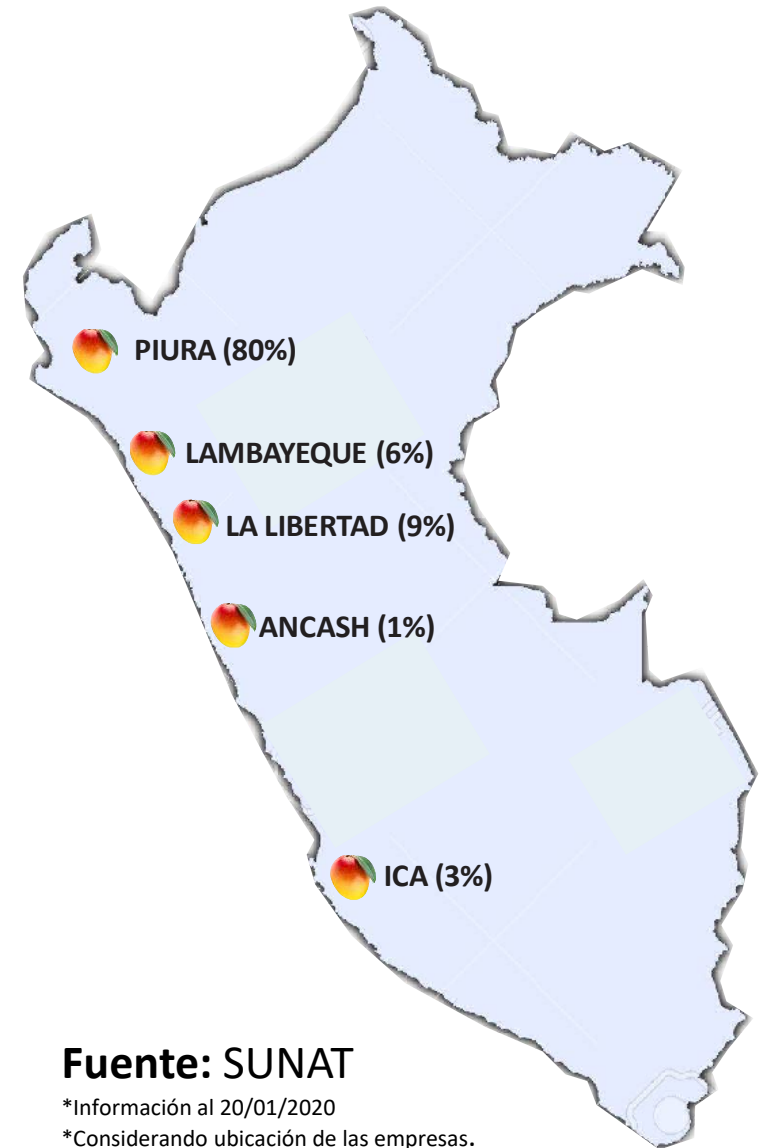 PIURA (80%)
LAMBAYEQUE (6%)
LA LIBERTAD (9%)
ANCASH (1%)
ICA (3%)
Fuente: SUNAT
*Información al 20/01/2020
*Considerando ubicación de las empresas.